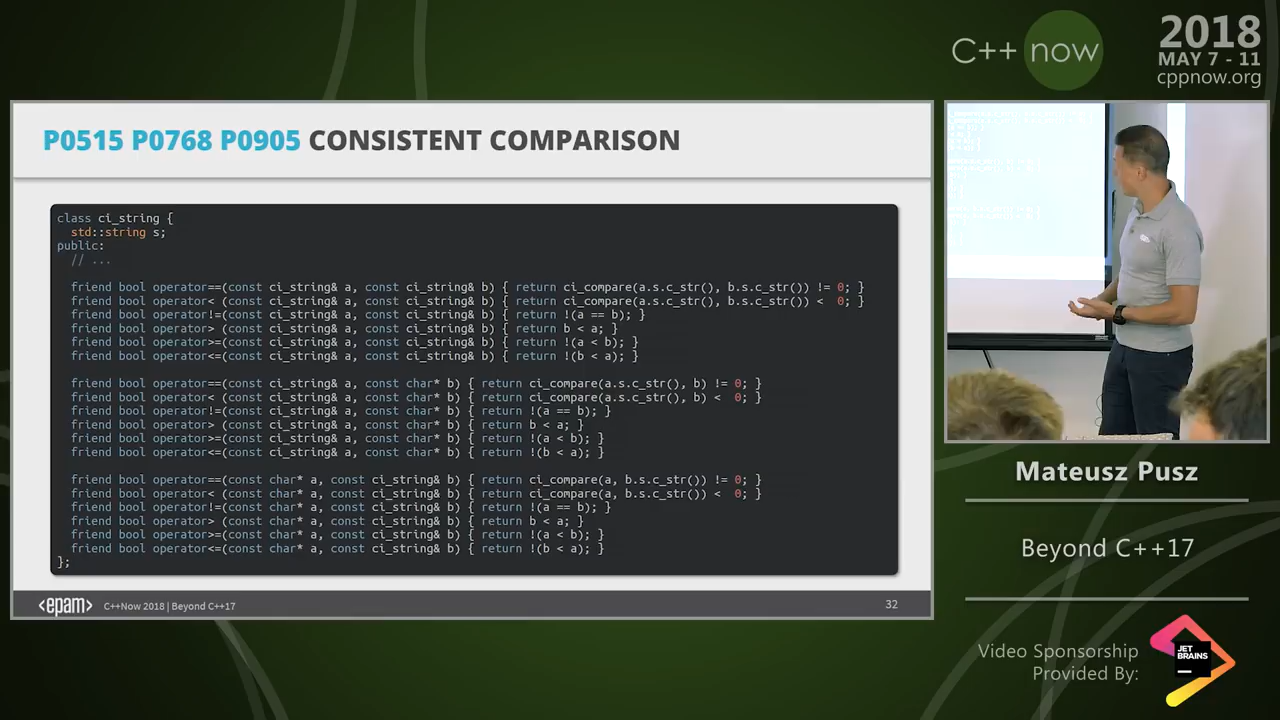 C++ now
2018
MAY 7 - 11
cppnow.org
P0515 P0768 P0905 CONSISTENT COMPARISON
class ci_string {
std::string s;
public:
// ...
friend bool operator==(const ci_string& a, const ci_string& b) { return ci_compare(a.s.c_str(), b.s.c_str()) != 0; }
friend bool operator< (const ci_string& a, const ci_string& b) { return ci_compare(a.s.c_str(), b.s.c_str()) < 0; }
friend bool operator!=(const ci_string& a, const ci_string& b) { return !(a == b); }
friend bool operator> (const ci_string& a, const ci_string& b) { return b < a; }
friend bool operator>=(const ci_string& a, const ci_string& b) { return !(a < b); }
friend bool operator<=(const ci_string& a, const ci_string& b) { return !(b < a); }
friend bool operator==(const ci_string& a, const char* b) { return ci_compare(a.s.c_str(), b) != 0; }
friend bool operator< (const ci_string& a, const char* b) { return ci_compare(a.s.c_str(), b) < 0; }
friend bool operator!=(const ci_string& a, const char* b) { return !(a == b); }
friend bool operator> (const ci_string& a, const char* b) { return b < a; }
friend bool operator>=(const ci_string& a, const char* b) { return !(a < b); }
friend bool operator<=(const ci_string& a, const char* b) { return !(b < a); }
friend bool operator==(const char* a, const ci_string& b) { return ci_compare(a, b.s.c_str()) != 0; }
friend bool operator< (const char* a, const ci_string& b) { return ci_compare(a, b.s.c_str()) < 0; }
friend bool operator!=(const char* a, const ci_string& b) { return !(a == b); }
friend bool operator> (const char* a, const ci_string& b) { return b < a; }
friend bool operator>=(const char* a, const ci_string& b) { return !(a < b); }
friend bool operator<=(const char* a, const ci_string& b) { return !(b < a); }
};
<epam> C++Now 2018 | Beyond C++17
32
Mateusz Pusz
Beyond C++17
Video Sponsorship
Provided By:
JET
BRAINS